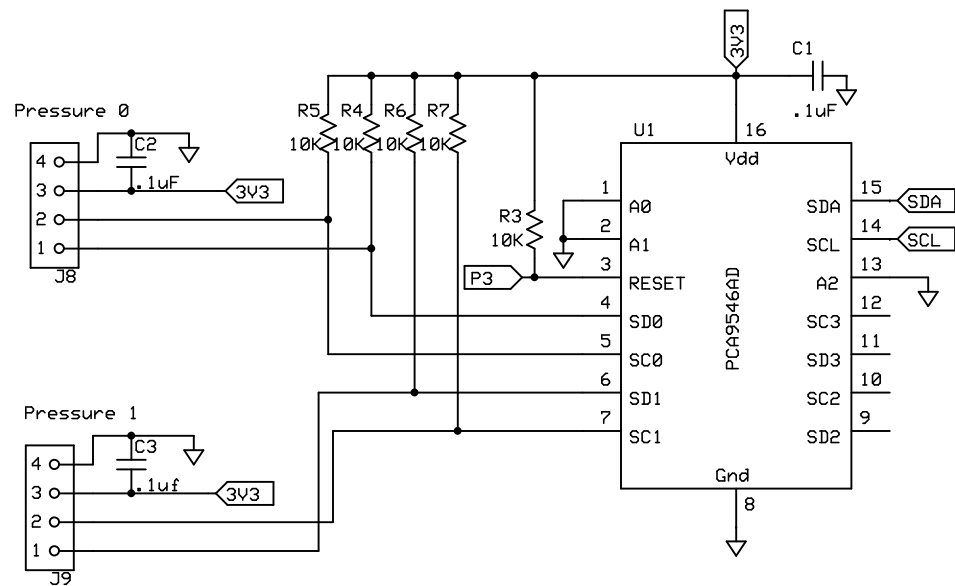 3V3
C1
.1uF
Pressure 0
R5 R4 R6 R7
10K 10K 10K 10K
U1
16
Vdd
4
C2
.1uF
3
3V3
2
1
J8
R3
10K
P3
1 A0
2 A1
3 RESET
4 SD0
5 SC0
6 SD1
7 SC1
PCA9546AD
SDA 15 SDA
SCL 14 SCL
A2 13
SC3 12
SD3 11
SC2 10
SD2 9
Gnd
8
Pressure 1
4
C3
.1uf
3
3V3
2
1
J9